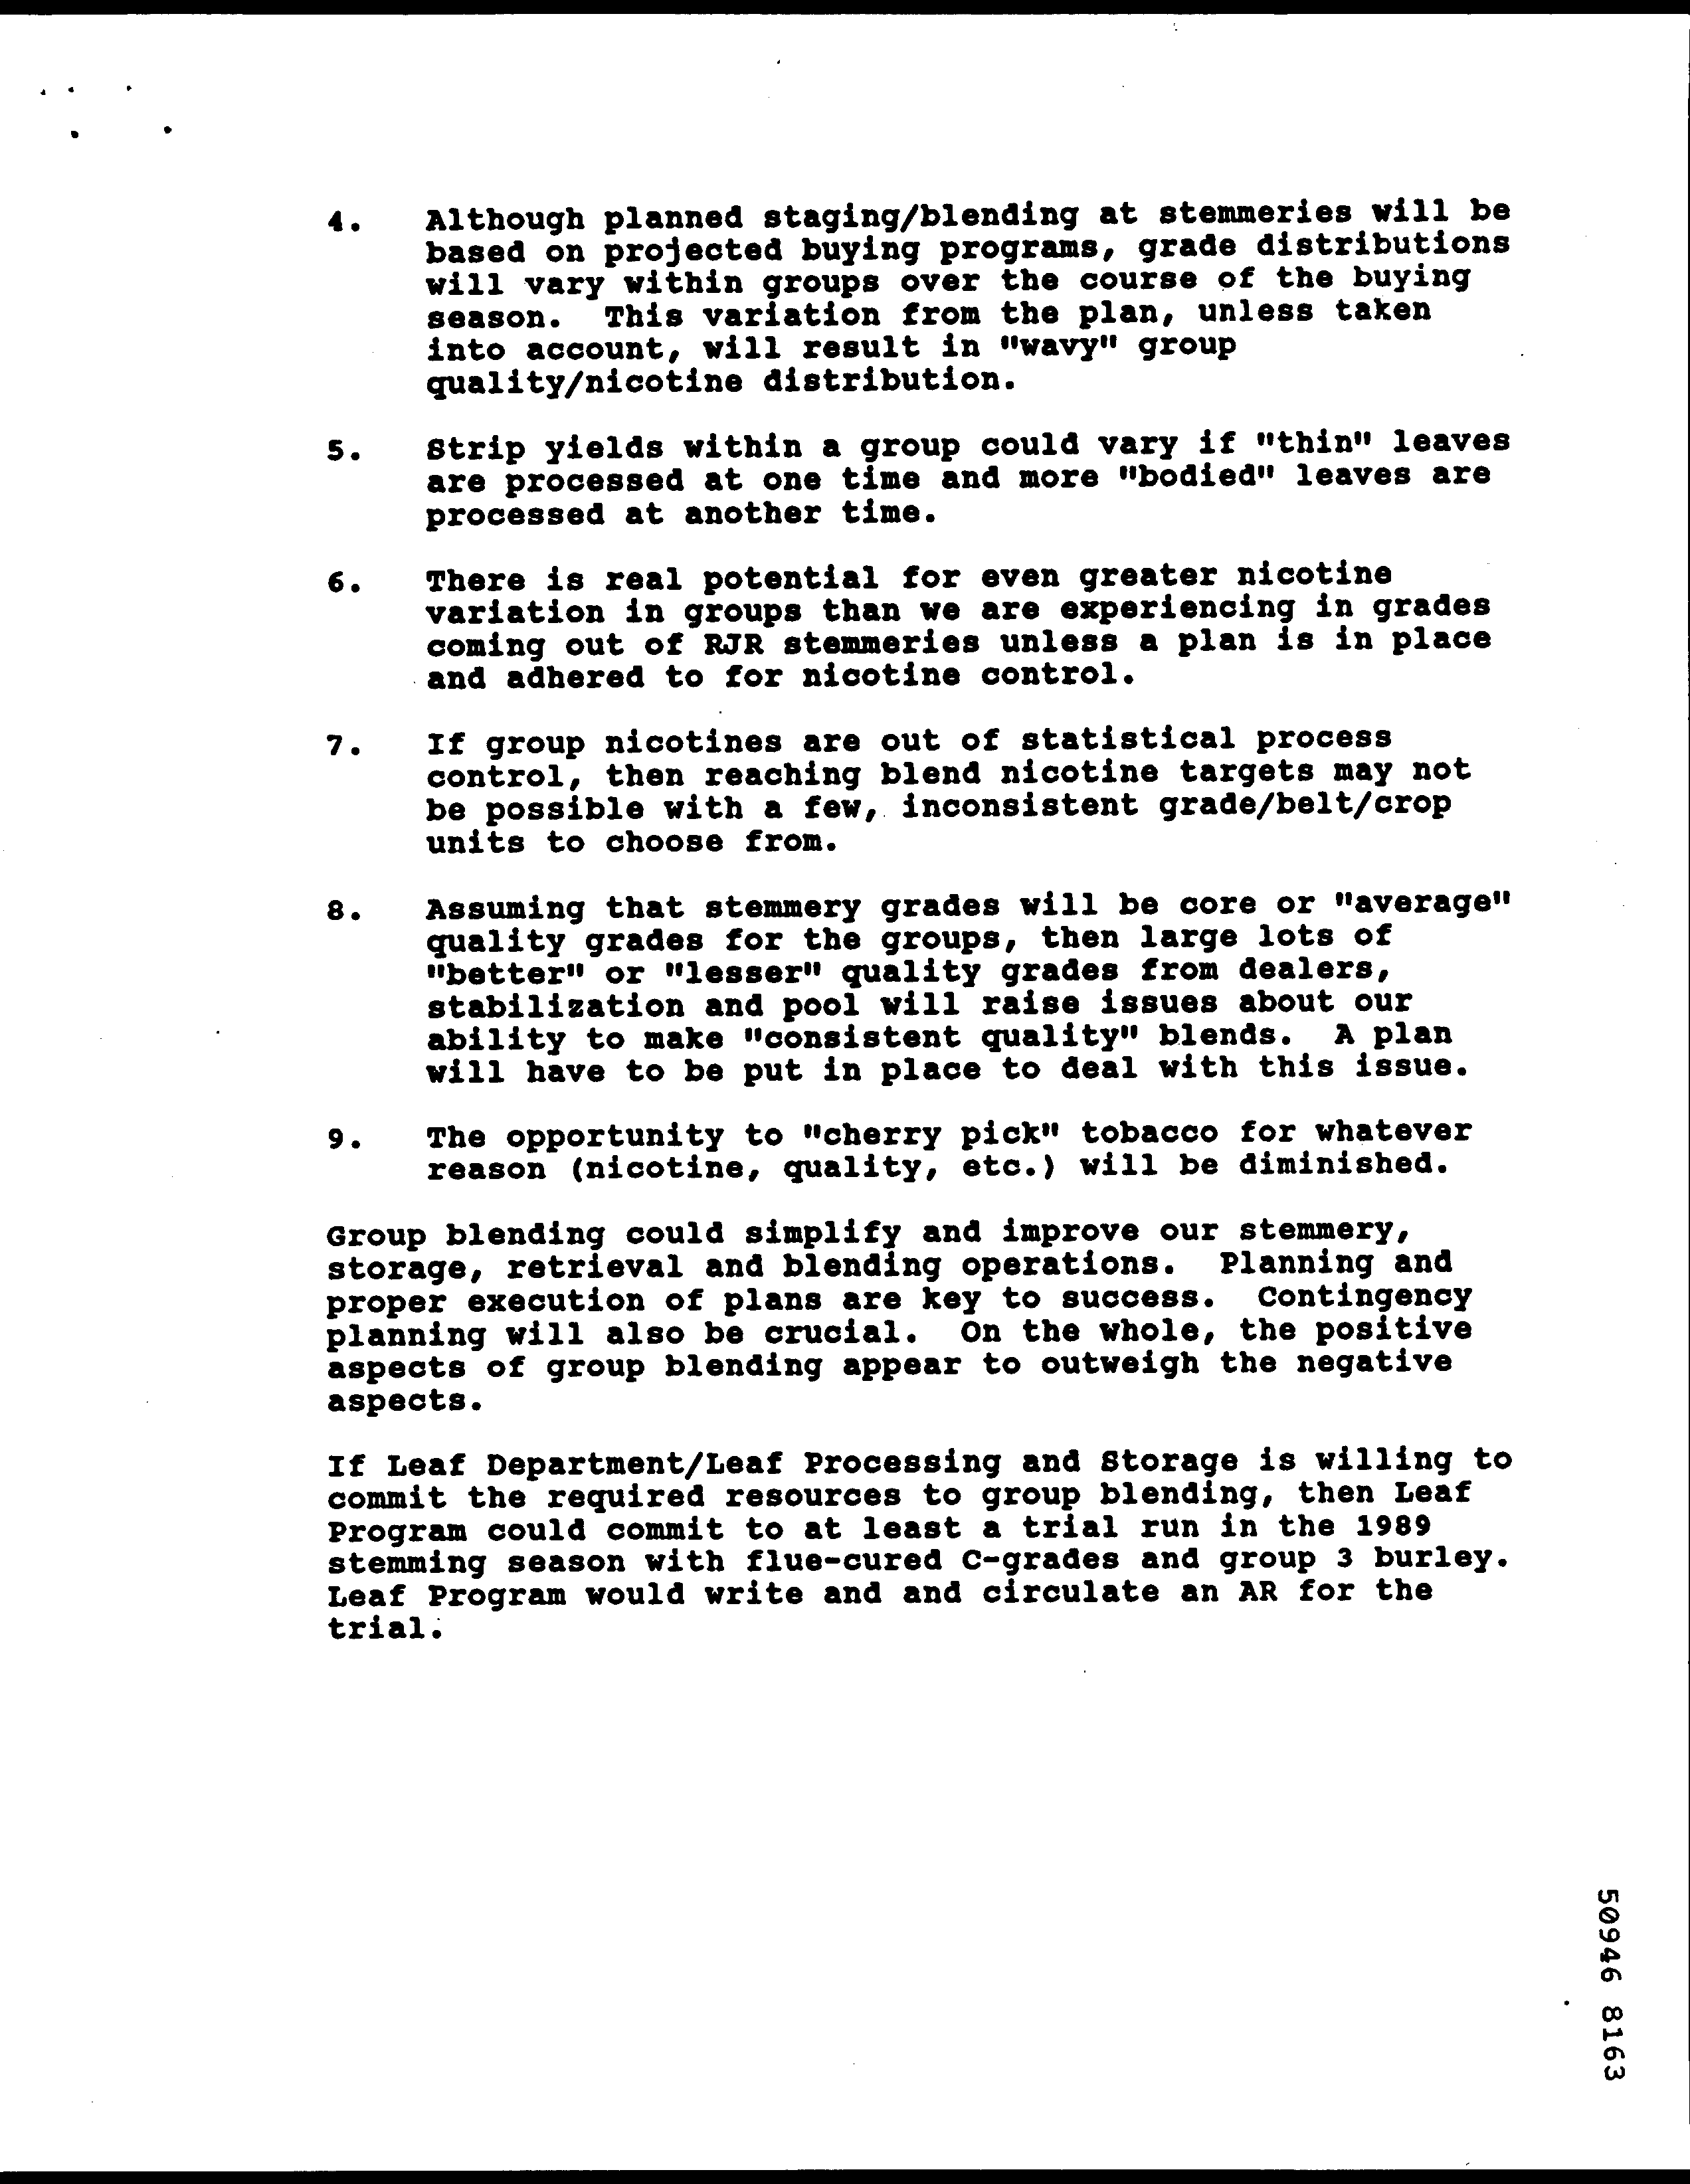 4. Although planned staging/blending at stemmeries will be
based on projected buying programs, grade distributions
will vary within groups over the course of the buying
season. This variation from the plan, unless taken
into account, will result in "wavy" group
quality/nicotine distribution.
5. Strip yields within a group could vary if "thin" leaves
are processed at one time and more "bodied" leaves are
processed at another time.
6. There is real potential for even greater nicotine
variation in groups than we are experiencing in grades
coming out of RJR stemmeries unless a plan is in place
and adhered to for nicotine control.
7. If group nicotines are out of statistical process
control, then reaching blend nicotine targets may not
be possible with a few, inconsistent grade/belt/crop
units to choose from.
8. Assuming that stemmery grades will be core or "average"
quality grades for the groups, then large lots of
"better" or "lesser" quality grades from dealers,
stabilization and pool will raise issues about our
ability to make "consistent quality" blends. A plan
will have to be put in place to deal with this issue.
9. The opportunity to "cherry pick" tobacco for whatever
reason (nicotine, quality, etc.) will be diminished.
Group blending could simplify and improve our stemmery,
storage, retrieval and blending operations. Planning and
proper execution of plans are key to success. Contingency
planning will also be crucial. On the whole, the positive
aspects of group blending appear to outweigh the negative
aspects.
If Leaf Department/Leaf Processing and Storage is willing to
commit the required resources to group blending, then Leaf
Program could commit to at least a trial run in the 1989
stemming season with flue-cured C-grades and group 3 burley.
Leaf Program would write and and circulate an AR for the
trial.
50946 8163